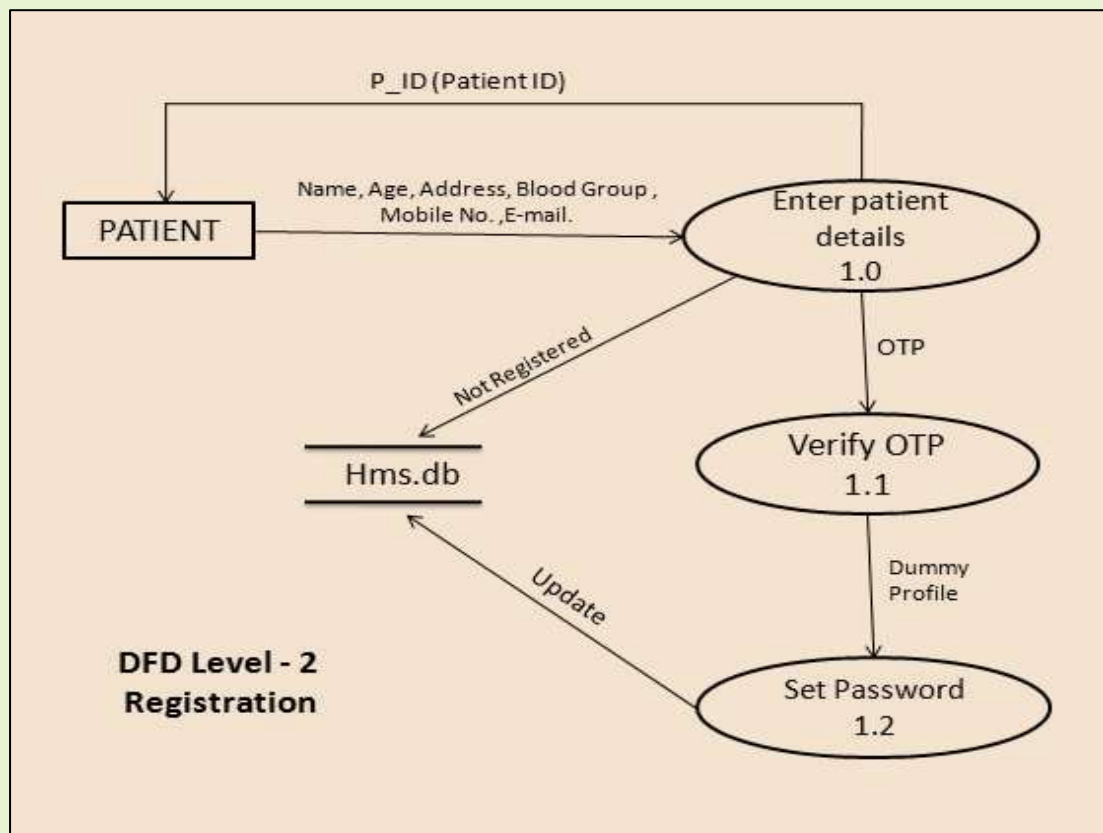 P_ID (Patient ID)
Name, Age, Address, Blood Group ,
Mobile No. ,E-mail.
PATIENT
Enter patient
details
1.0
Not Registered
OTP
Hms.db
Verify OTP
1.1
Update
Dummy
Profile
DFD Level - 2
Registration
Set Password
1.2